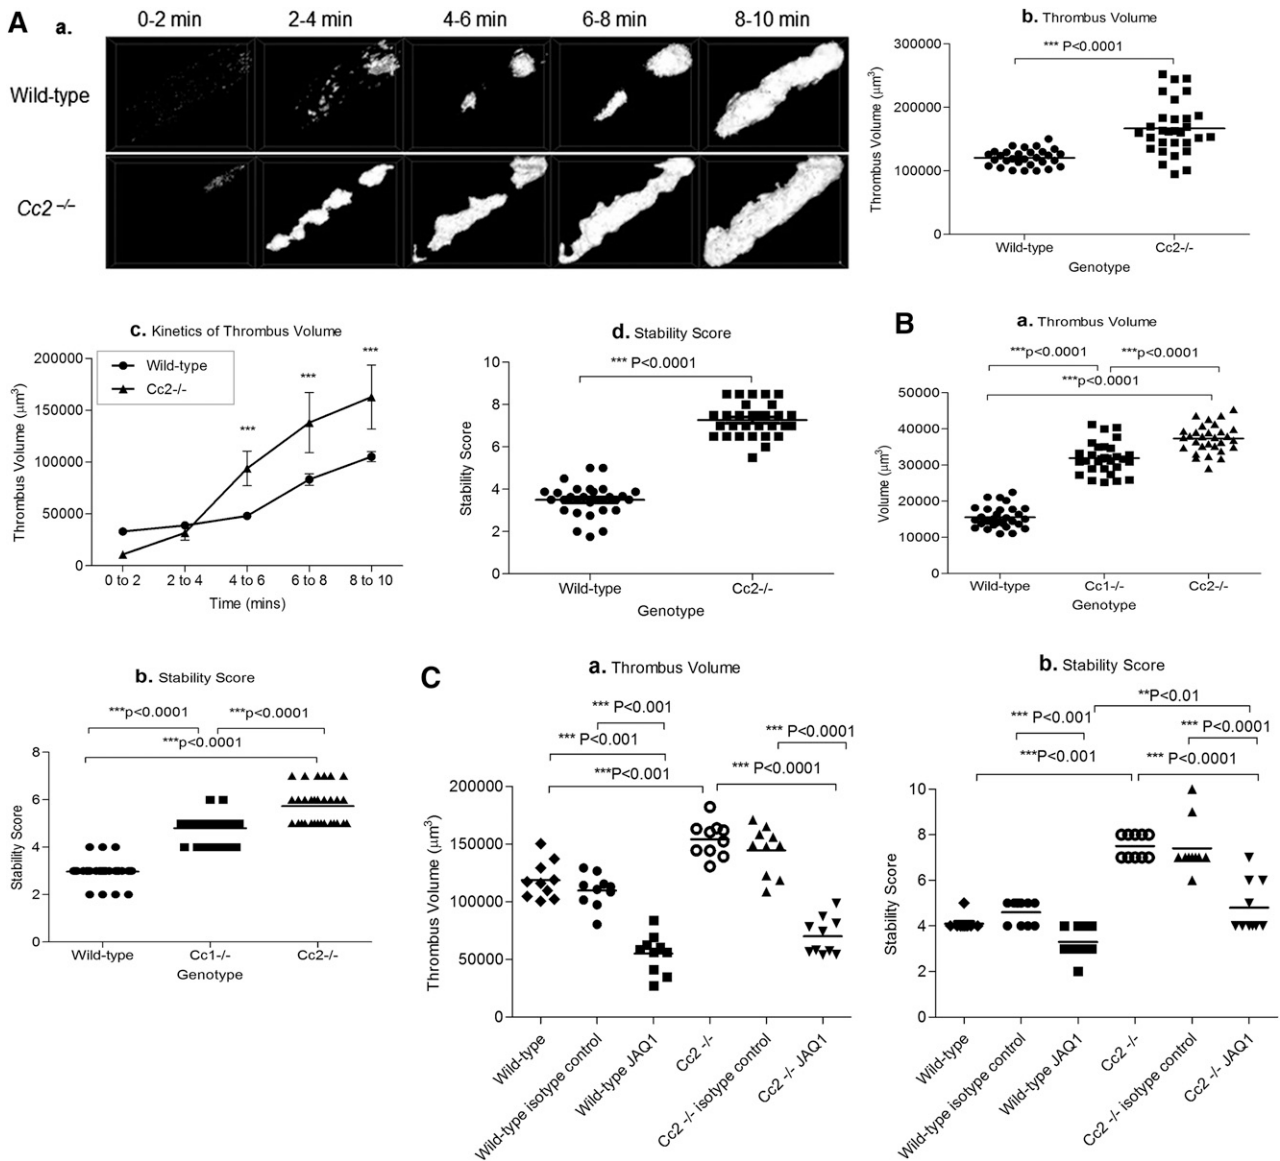 A
a.
0-2 min 2-4 min 4-6 min 6-8 min 8-10 min
Wild-type
Cc2 –/–
b. Thrombus Volume
*** P<0.0001
300000
200000
100000
0
Thrombus Volume (μm³)
Wild-type Cc2-/-
Genotype
c. Kinetics of Thrombus Volume
Wild-type
Cc2-/-
200000
150000
100000
50000
0
Thrombus Volume (μm³)
***
***
***
0 to 2 2 to 4 4 to 6 6 to 8 8 to 10
Time (mins)
d. Stability Score
*** P<0.0001
10
8
6
4
2
0
Stability Score
Wild-type Cc2-/-
Genotype
B
a. Thrombus Volume
***p<0.0001 ***p<0.0001
***p<0.0001
50000
40000
30000
20000
10000
0
Volume (μm³)
Wild-type Cc1-/- Cc2-/-
Genotype
b. Stability Score
***p<0.0001 ***p<0.0001
***p<0.0001
8
6
4
2
0
Stability Score
Wild-type Cc1-/- Cc2-/-
Genotype
C
a. Thrombus Volume
*** P<0.001
*** P<0.001 *** P<0.0001
***P<0.001 *** P<0.0001
200000
150000
100000
50000
0
Thrombus Volume (μm³)
Wild-type
Wild-type isotype control
Wild-type JAQ1
Cc2 -/-
Cc2 -/- isotype control
Cc2 -/- JAQ1
b. Stability Score
**P<0.01
*** P<0.001 *** P<0.0001
***P<0.001 *** P<0.0001
10
8
6
4
2
0
Stability Score
Wild-type
Wild-type isotype control
Wild-type JAQ1
Cc2 -/-
Cc2 -/- isotype control
Cc2 -/- JAQ1